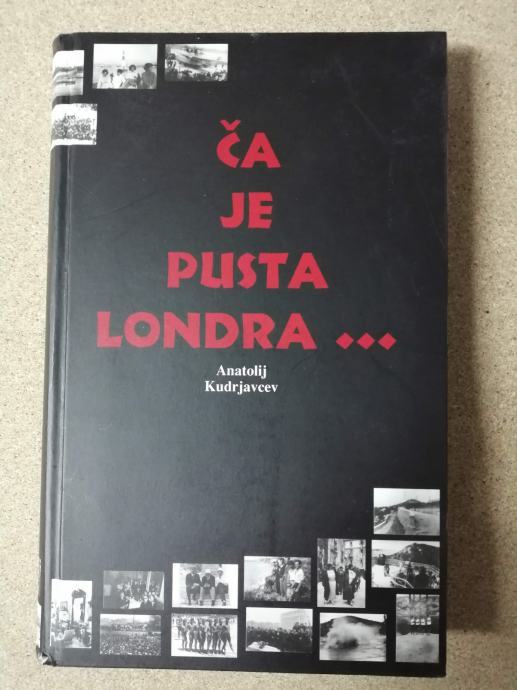 ČA
JE
PUSTA
LONDRA ...
Anatolij
Kudrjavcev